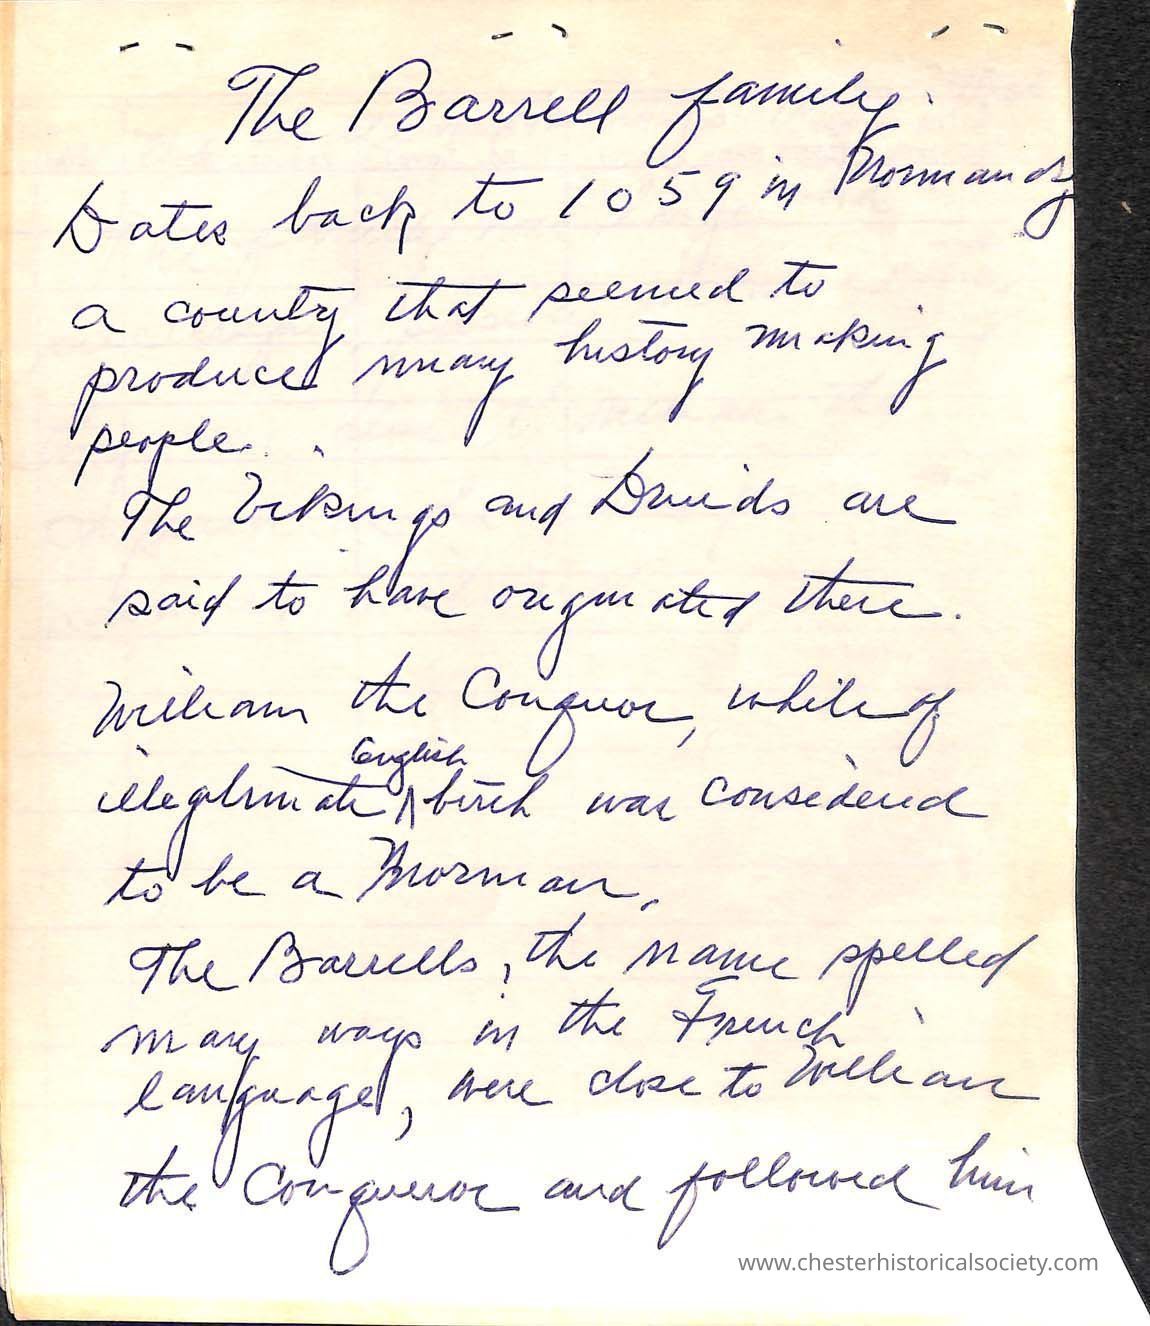 The Barrell family.
Dates back to 1059 in Normandy
a county that seemed to
produce many history making
people.
The Vikings and Druids are
said to have originated there.
William the Conqueor, while of
English
illegitimate ^ birth was considered
to be a Norman.
The Barrells, the name spelled
many ways in the French
language, were close to William
the Conqueror and followed him
www.chesterhistoricalsociety.com